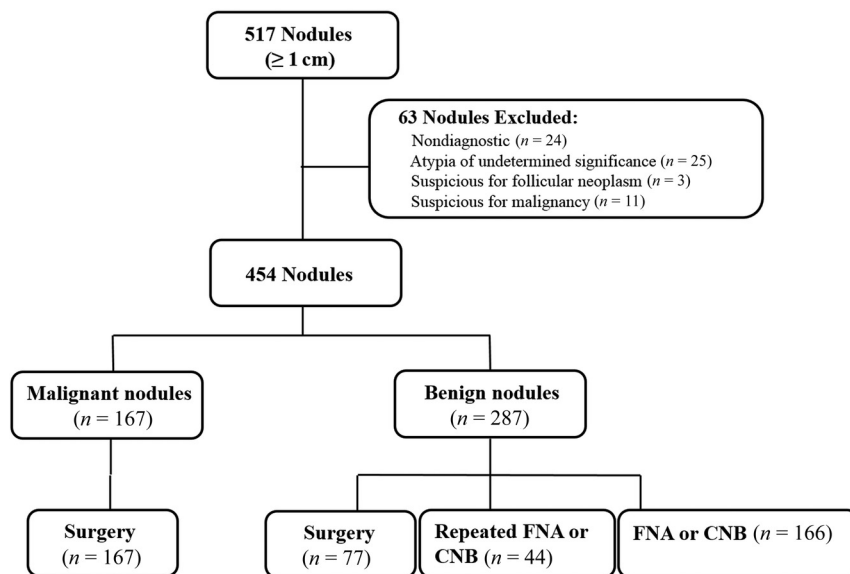 517 Nodules
(≥ 1 cm)
63 Nodules Excluded:
Nondiagnostic (n = 24)
Atypia of undetermined significance (n = 25)
Suspicious for follicular neoplasm (n = 3)
Suspicious for malignancy (n = 11)
454 Nodules
Malignant nodules
(n = 167)
Benign nodules
(n = 287)
Surgery
(n = 167)
Surgery
(n = 77)
Repeated FNA or
CNB (n = 44)
FNA or CNB (n = 166)